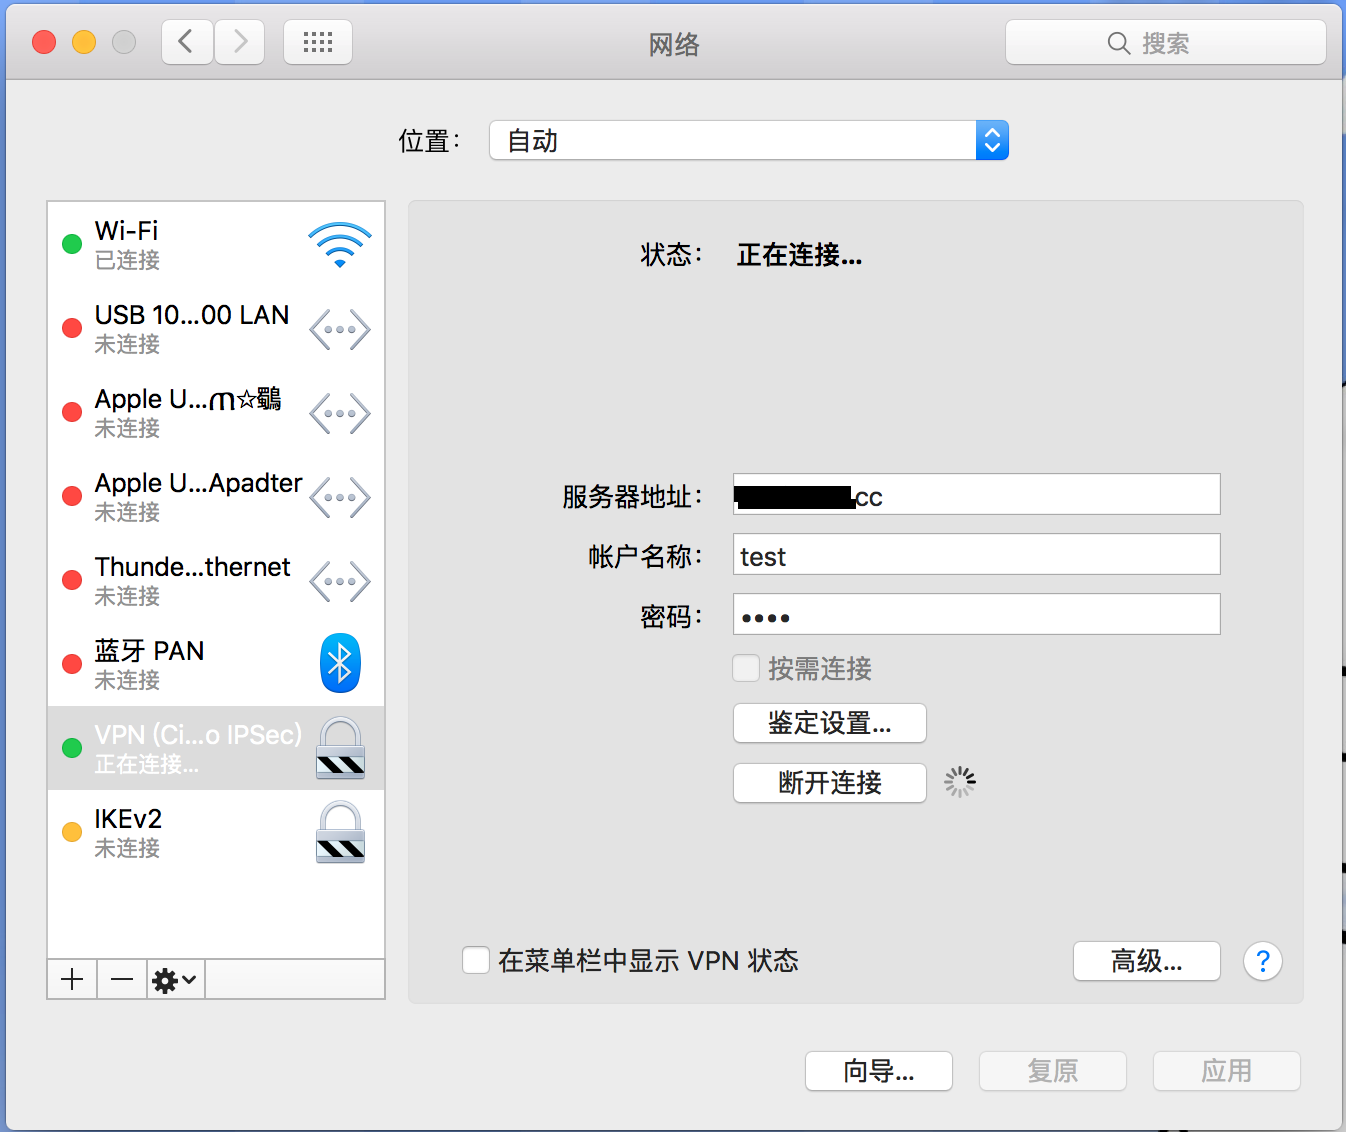 网络
搜索
位置：
自动
Wi-Fi
已连接
USB 10...00 LAN
未连接
Apple U...ጠ☆鸜
未连接
Apple U...Apadter
未连接
Thunde...thernet
未连接
蓝牙 PAN
未连接
VPN (Ci...o IPSec)
正在连接...
IKEv2
未连接
状态：
正在连接...
服务器地址：
cc
帐户名称：
test
密码：
••••
按需连接
鉴定设置...
断开连接
在菜单栏中显示 VPN 状态
高级...
?
向导...
复原
应用